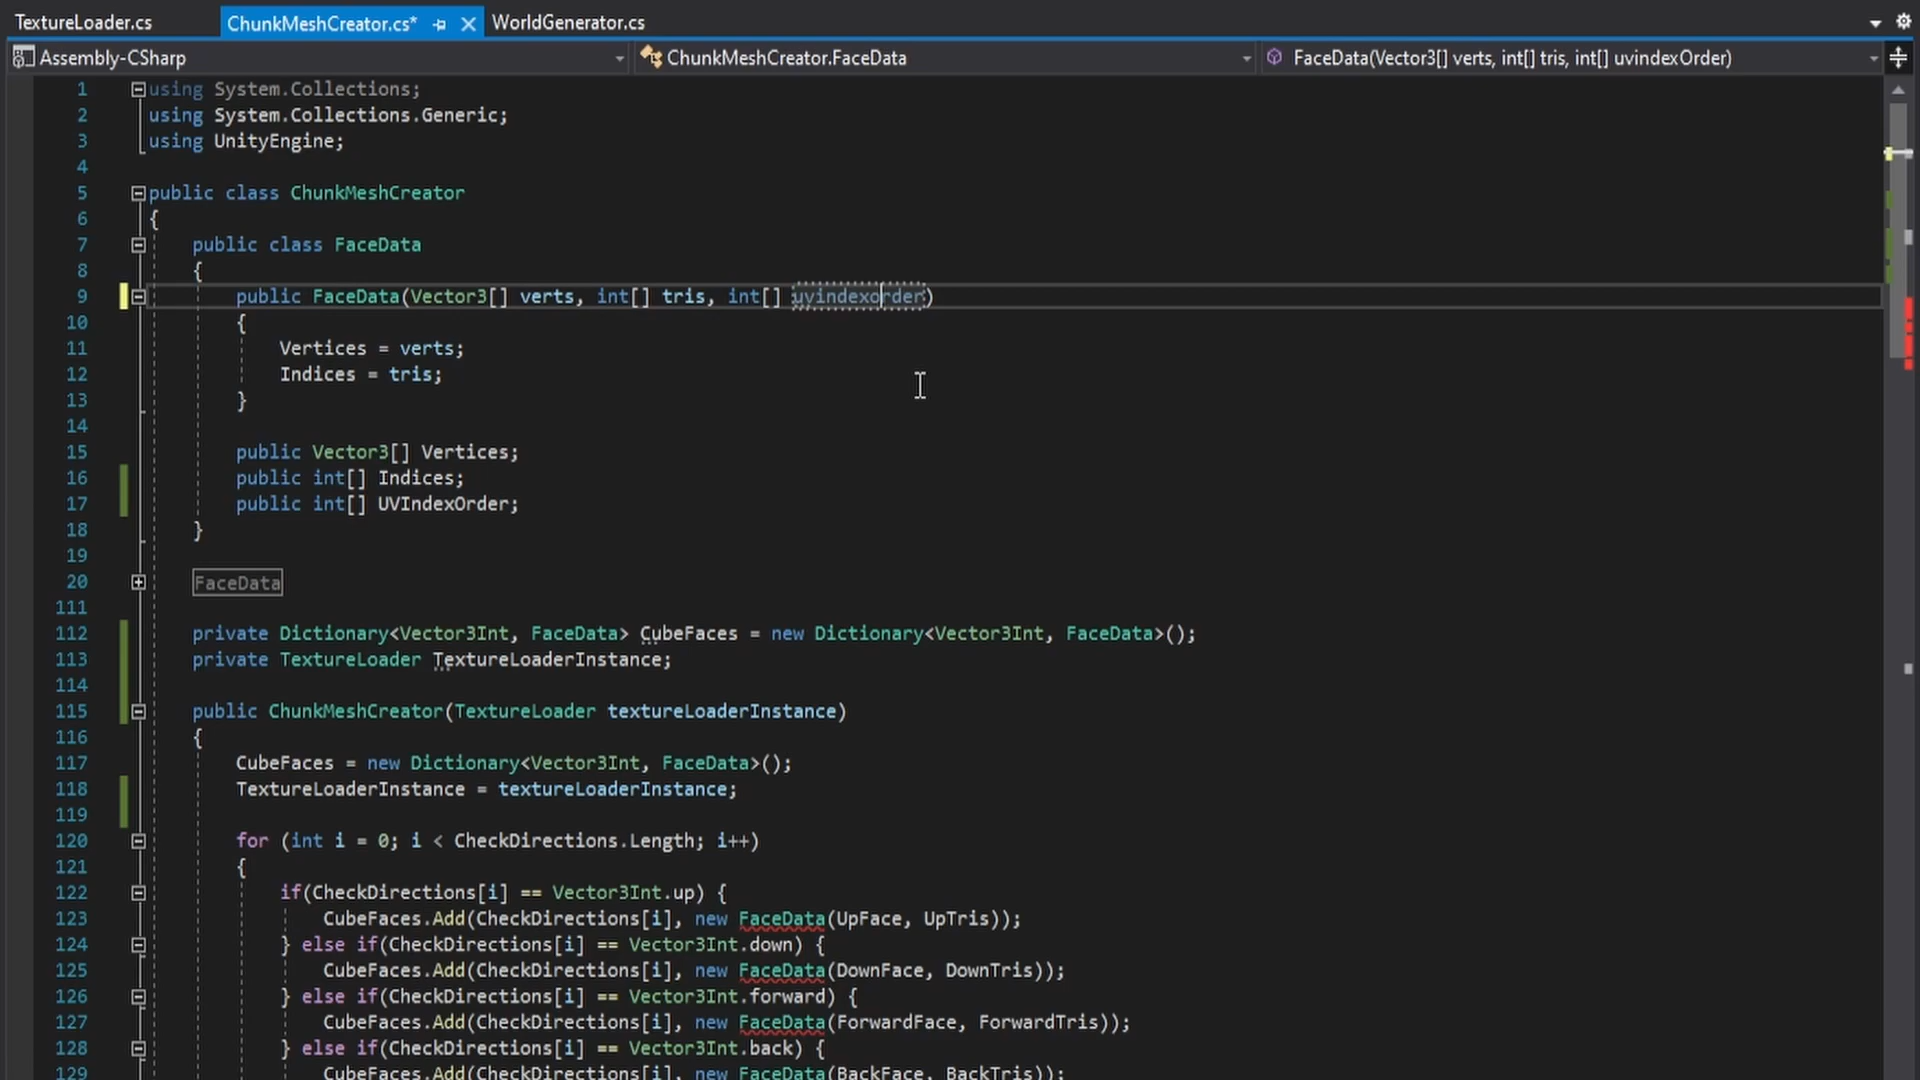 TextureLoader.cs ChunkMeshCreator.cs* WorldGenerator.cs
Assembly-CSharp ChunkMeshCreator.FaceData FaceData(Vector3[] verts, int[] tris, int[] uvindexOrder)
1 using System.Collections;
2 using System.Collections.Generic;
3 using UnityEngine;
4
5 public class ChunkMeshCreator
6 {
7 public class FaceData
8 {
9 public FaceData(Vector3[] verts, int[] tris, int[] uvindexorder)
10 {
11 Vertices = verts;
12 Indices = tris;
13 }
14
15 public Vector3[] Vertices;
16 public int[] Indices;
17 public int[] UVIndexOrder;
18 }
19
20 FaceData
111
112 private Dictionary<Vector3Int, FaceData> CubeFaces = new Dictionary<Vector3Int, FaceData>();
113 private TextureLoader TextureLoaderInstance;
114
115 public ChunkMeshCreator(TextureLoader textureLoaderInstance)
116 {
117 CubeFaces = new Dictionary<Vector3Int, FaceData>();
118 TextureLoaderInstance = textureLoaderInstance;
119
120 for (int i = 0; i < CheckDirections.Length; i++)
121 {
122 if(CheckDirections[i] == Vector3Int.up) {
123 CubeFaces.Add(CheckDirections[i], new FaceData(UpFace, UpTris));
124 } else if(CheckDirections[i] == Vector3Int.down) {
125 CubeFaces.Add(CheckDirections[i], new FaceData(DownFace, DownTris));
126 } else if(CheckDirections[i] == Vector3Int.forward) {
127 CubeFaces.Add(CheckDirections[i], new FaceData(ForwardFace, ForwardTris));
128 } else if(CheckDirections[i] == Vector3Int.back) {
129 CubeFaces.Add(CheckDirections[i], new FaceData(BackFace, BackTris));